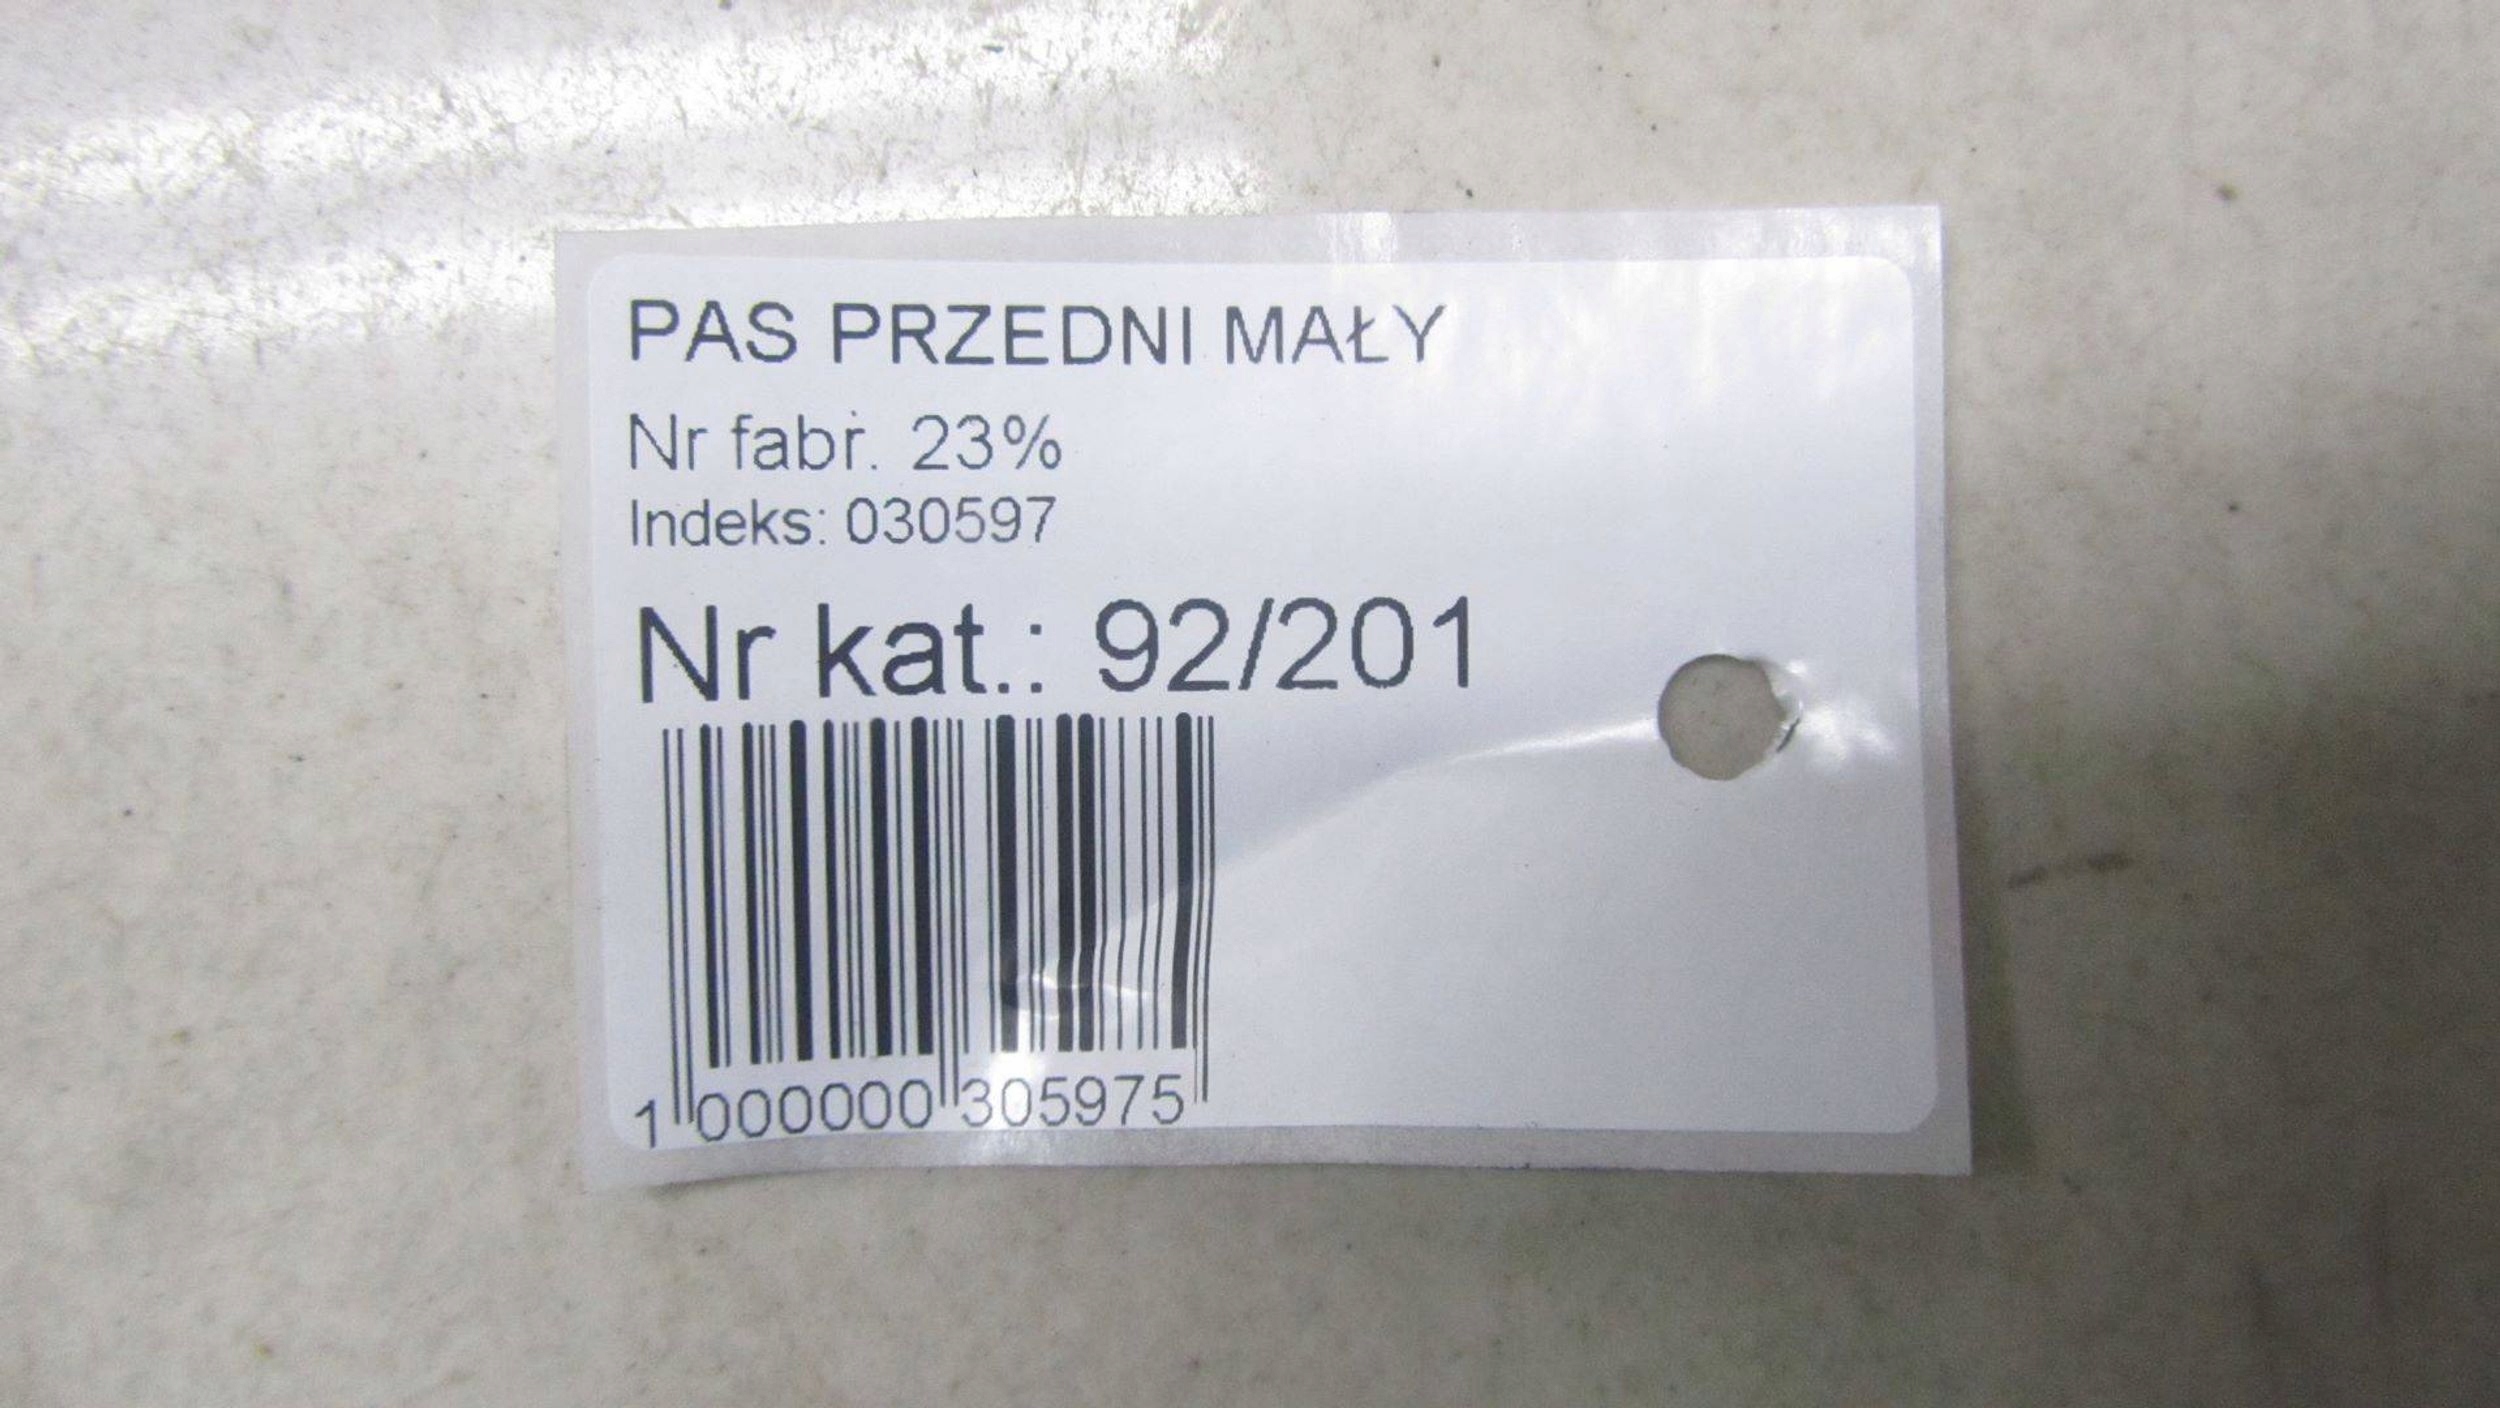 PAS PRZEDNI MAŁY
Nr fabr. 23%
Indeks: 030597
Nr kat.: 92/201
1 000000 305975